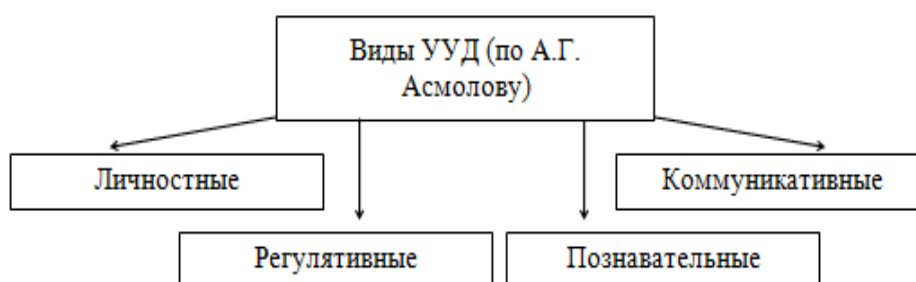 Виды УУД (по А.Г.
Асмолову)
Личностные
Коммуникативные
Регулятивные
Познавательные